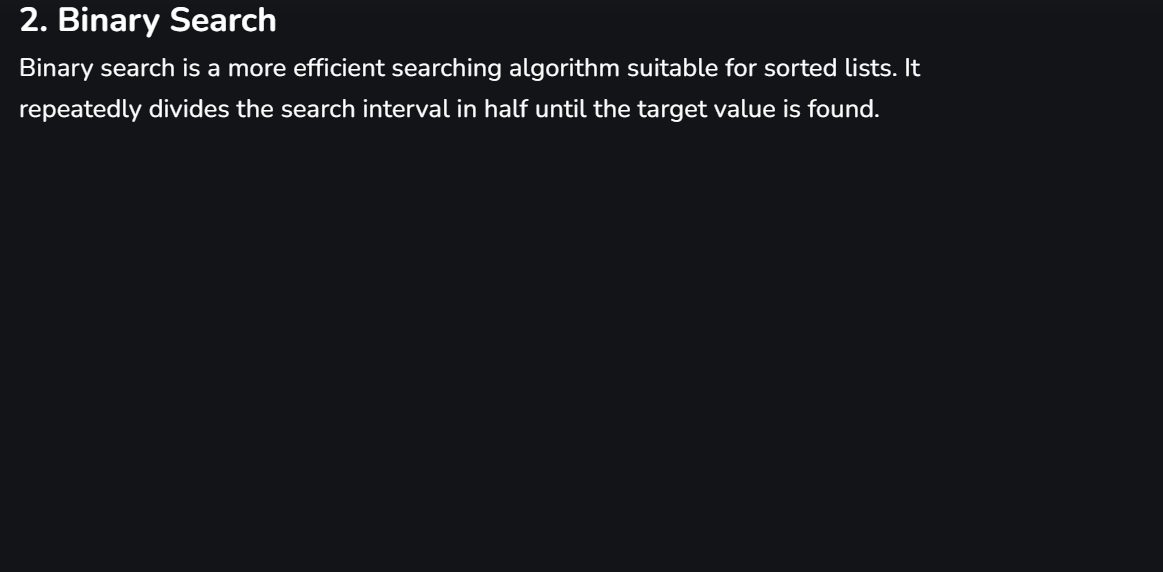 2. Binary Search
Binary search is a more efficient searching algorithm suitable for sorted lists. It
repeatedly divides the search interval in half until the target value is found.